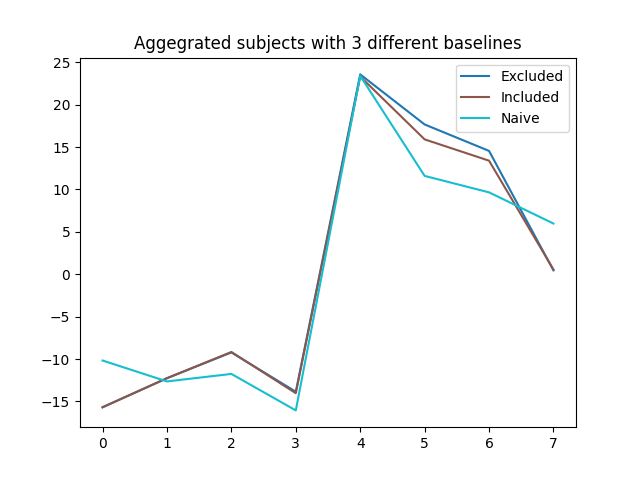 Aggegrated subjects with 3 different baselines
25
20
15
10
5
0
−5
−10
−15
Excluded
Included
Naive
0 1 2 3 4 5 6 7